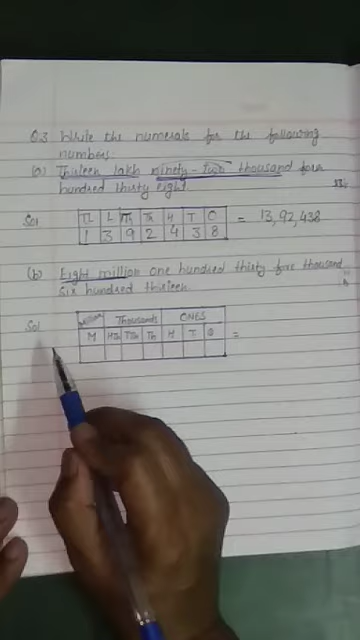 Q.3 Write the numerals for the following
numbers:
(a) Thirteen lakh ninety-two thousand four
hundred thirty eight.
TL L TTh Th H T O
Sol 1 3 9 2 4 3 8 = 13,92,438
(b) Eight million one hundred thirty five thousand
six hundred thirteen.
Million Thousands ONES
Sol M HTh TTh Th H T O =